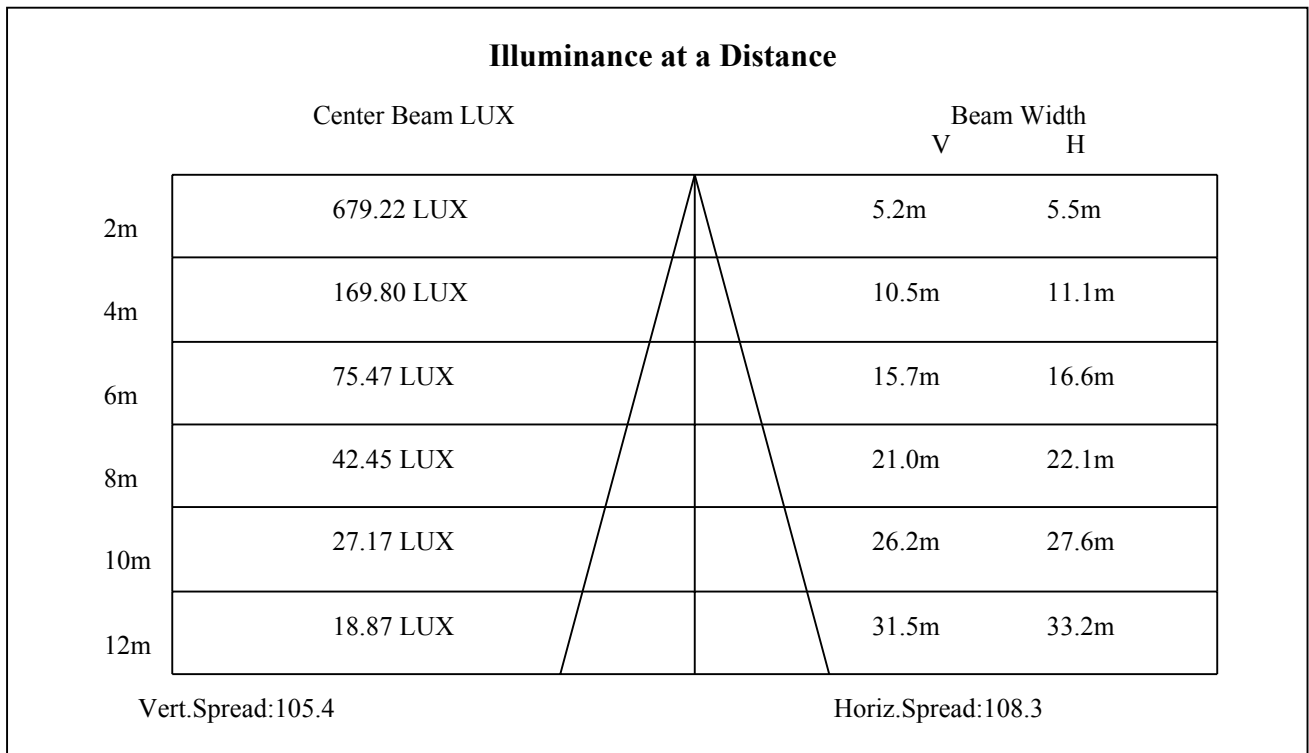 Illuminance at a Distance
Center Beam LUX Beam Width
V H
2m 679.22 LUX 5.2m 5.5m
4m 169.80 LUX 10.5m 11.1m
6m 75.47 LUX 15.7m 16.6m
8m 42.45 LUX 21.0m 22.1m
10m 27.17 LUX 26.2m 27.6m
12m 18.87 LUX 31.5m 33.2m
Vert.Spread:105.4 Horiz.Spread:108.3